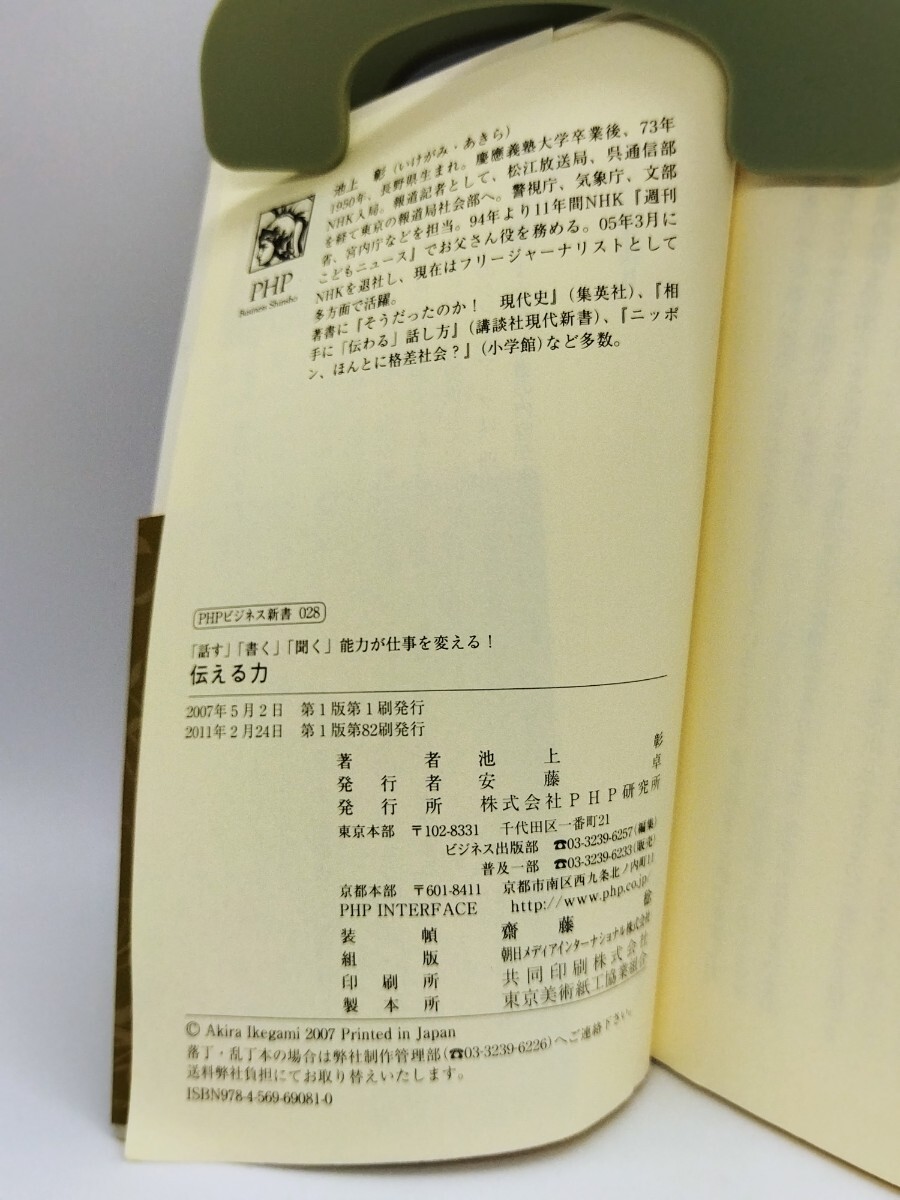 池上 彰(いけがみ・あきら)
1950年、長野県生まれ。慶應義塾大学卒業後、73年
NHK入局。報道記者として、松江放送局、呉通信部
を経て東京の報道局社会部へ。警視庁、気象庁、文部
省、宮内庁などを担当。94年より11年間NHK『週刊
こどもニュース』でお父さん役を務める。05年3月に
NHKを退社し、現在はフリージャーナリストとして
多方面で活躍。
著書に『そうだったのか! 現代史』(集英社)、『相
手に「伝わる」話し方』(講談社現代新書)、『ニッポ
ン、ほんとに格差社会?』(小学館)など多数。
PHP
Business Shinsho
PHPビジネス新書 028
「話す」「書く」「聞く」能力が仕事を変える!
伝える力
2007年5月2日 第1版第1刷発行
2011年2月24日 第1版第82刷発行
著者 池上 彰
発行者 安藤 卓
発行所 株式会社PHP研究所
東京本部 〒102-8331 千代田区一番町21
ビジネス出版部 ☎03-3239-6257(編集)
普及一部 ☎03-3239-6233(販売)
京都本部 〒601-8411 京都市南区西九条北ノ内町11
PHP INTERFACE http://www.php.co.jp/
装幀 齋藤
組版 朝日メディアインターナショナル株式会社
印刷所 共同印刷株式会社
製本所 東京美術紙工協業組合
© Akira Ikegami 2007 Printed in Japan
落丁・乱丁本の場合は弊社制作管理部(☎03-3239-6226)へご連絡下さい。
送料弊社負担にてお取り替えいたします。
ISBN978-4-569-69081-0